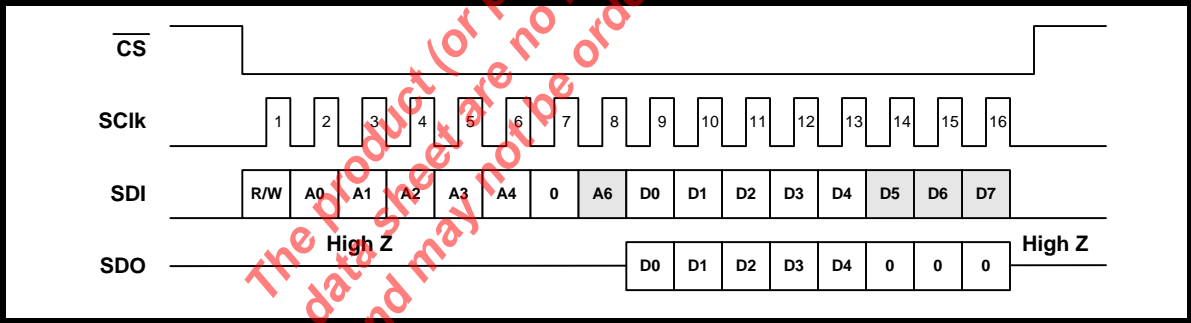 CS
SClk 1 2 3 4 5 6 7 8 9 10 11 12 13 14 15 16
SDI R/W A0 A1 A2 A3 A4 0 A6 D0 D1 D2 D3 D4 D5 D6 D7
High Z High Z
SDO D0 D1 D2 D3 D4 0 0 0
The product (or
data sheet are no
nd may not be orde